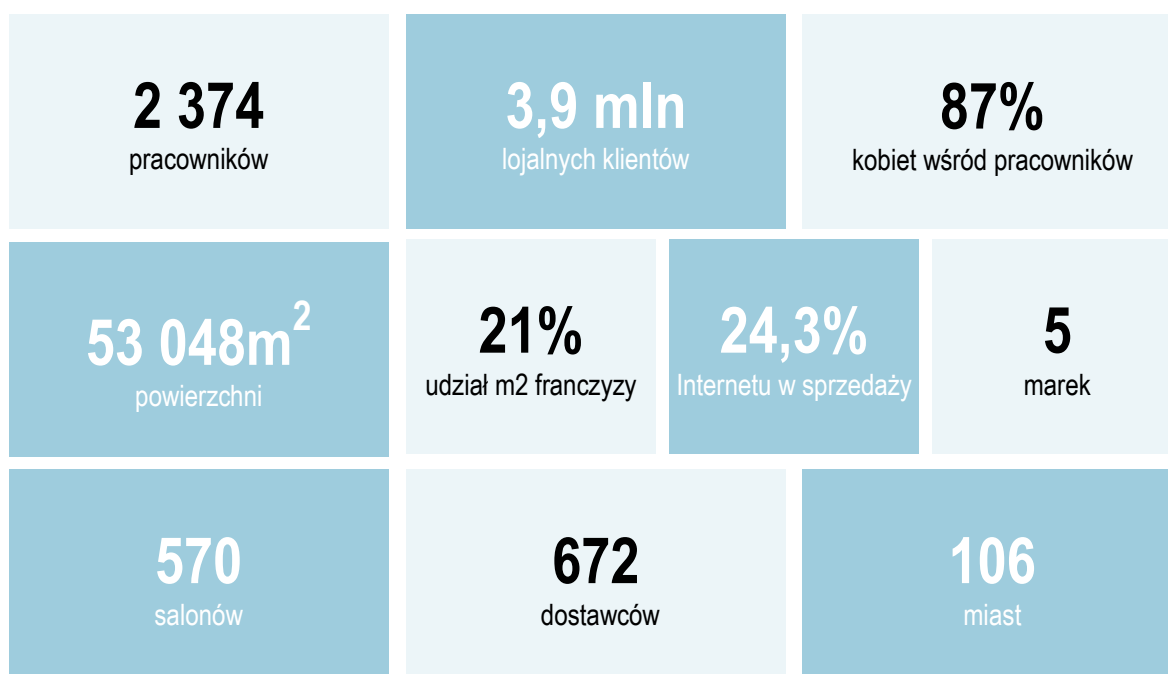 2 374
pracowników
3,9 mln
lojalnych klientów
87%
kobiet wśród pracowników
53 048m²
powierzchni
21%
udział m2 franczyzy
24,3%
Internetu w sprzedaży
5
marek
570
salonów
672
dostawców
106
miast